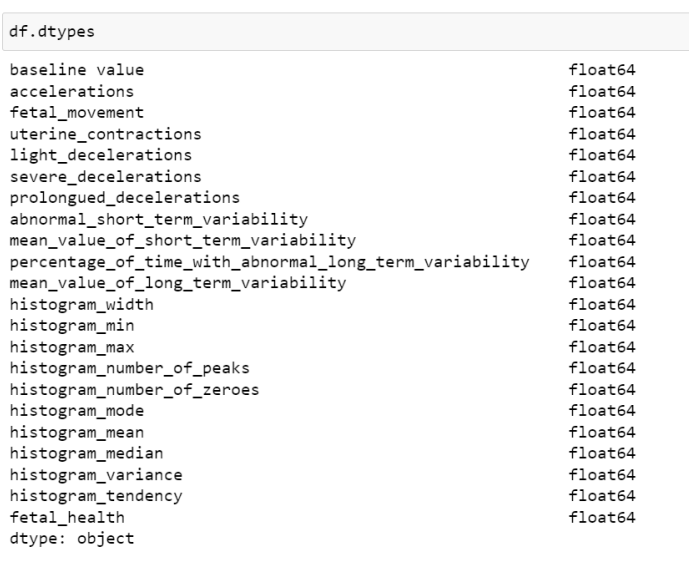 df.dtypes
baseline value float64
accelerations float64
fetal_movement float64
uterine_contractions float64
light_decelerations float64
severe_decelerations float64
prolongued_decelerations float64
abnormal_short_term_variability float64
mean_value_of_short_term_variability float64
percentage_of_time_with_abnormal_long_term_variability float64
mean_value_of_long_term_variability float64
histogram_width float64
histogram_min float64
histogram_max float64
histogram_number_of_peaks float64
histogram_number_of_zeroes float64
histogram_mode float64
histogram_mean float64
histogram_median float64
histogram_variance float64
histogram_tendency float64
fetal_health float64
dtype: object